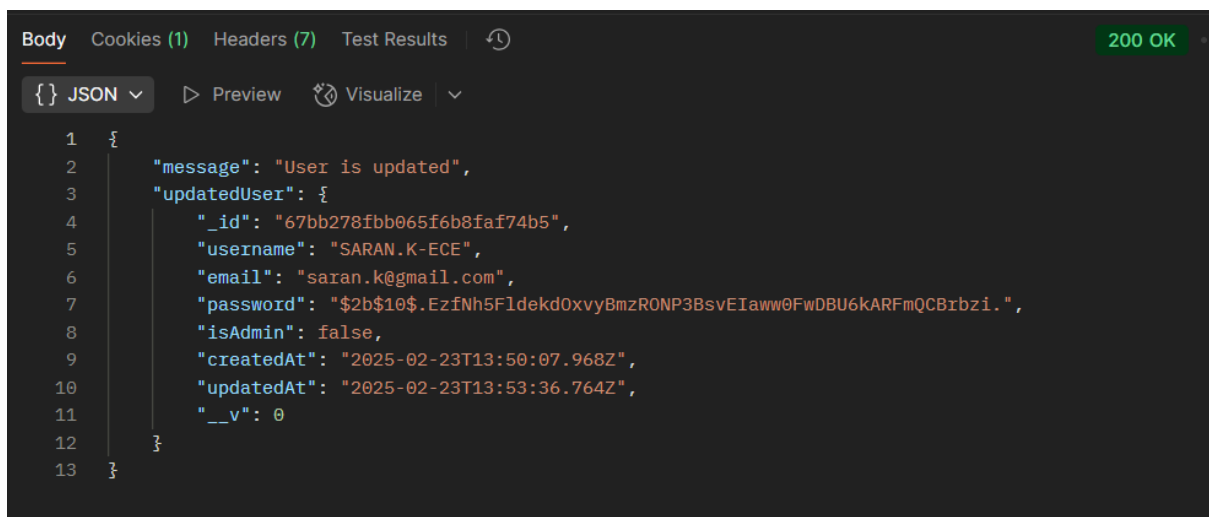 Body Cookies (1) Headers (7) Test Results 200 OK
{} JSON Preview Visualize
1 {
2 "message": "User is updated",
3 "updatedUser": {
4 "_id": "67bb278fbb065f6b8faf74b5",
5 "username": "SARAN.K-ECE",
6 "email": "saran.k@gmail.com",
7 "password": "$2b$10$.EzfNh5FldekdOxvyBmzRONP3BsvEIaww0FwDBU6kARFmQCBrbzi.",
8 "isAdmin": false,
9 "createdAt": "2025-02-23T13:50:07.968Z",
10 "updatedAt": "2025-02-23T13:53:36.764Z",
11 "__v": 0
12 }
13 }